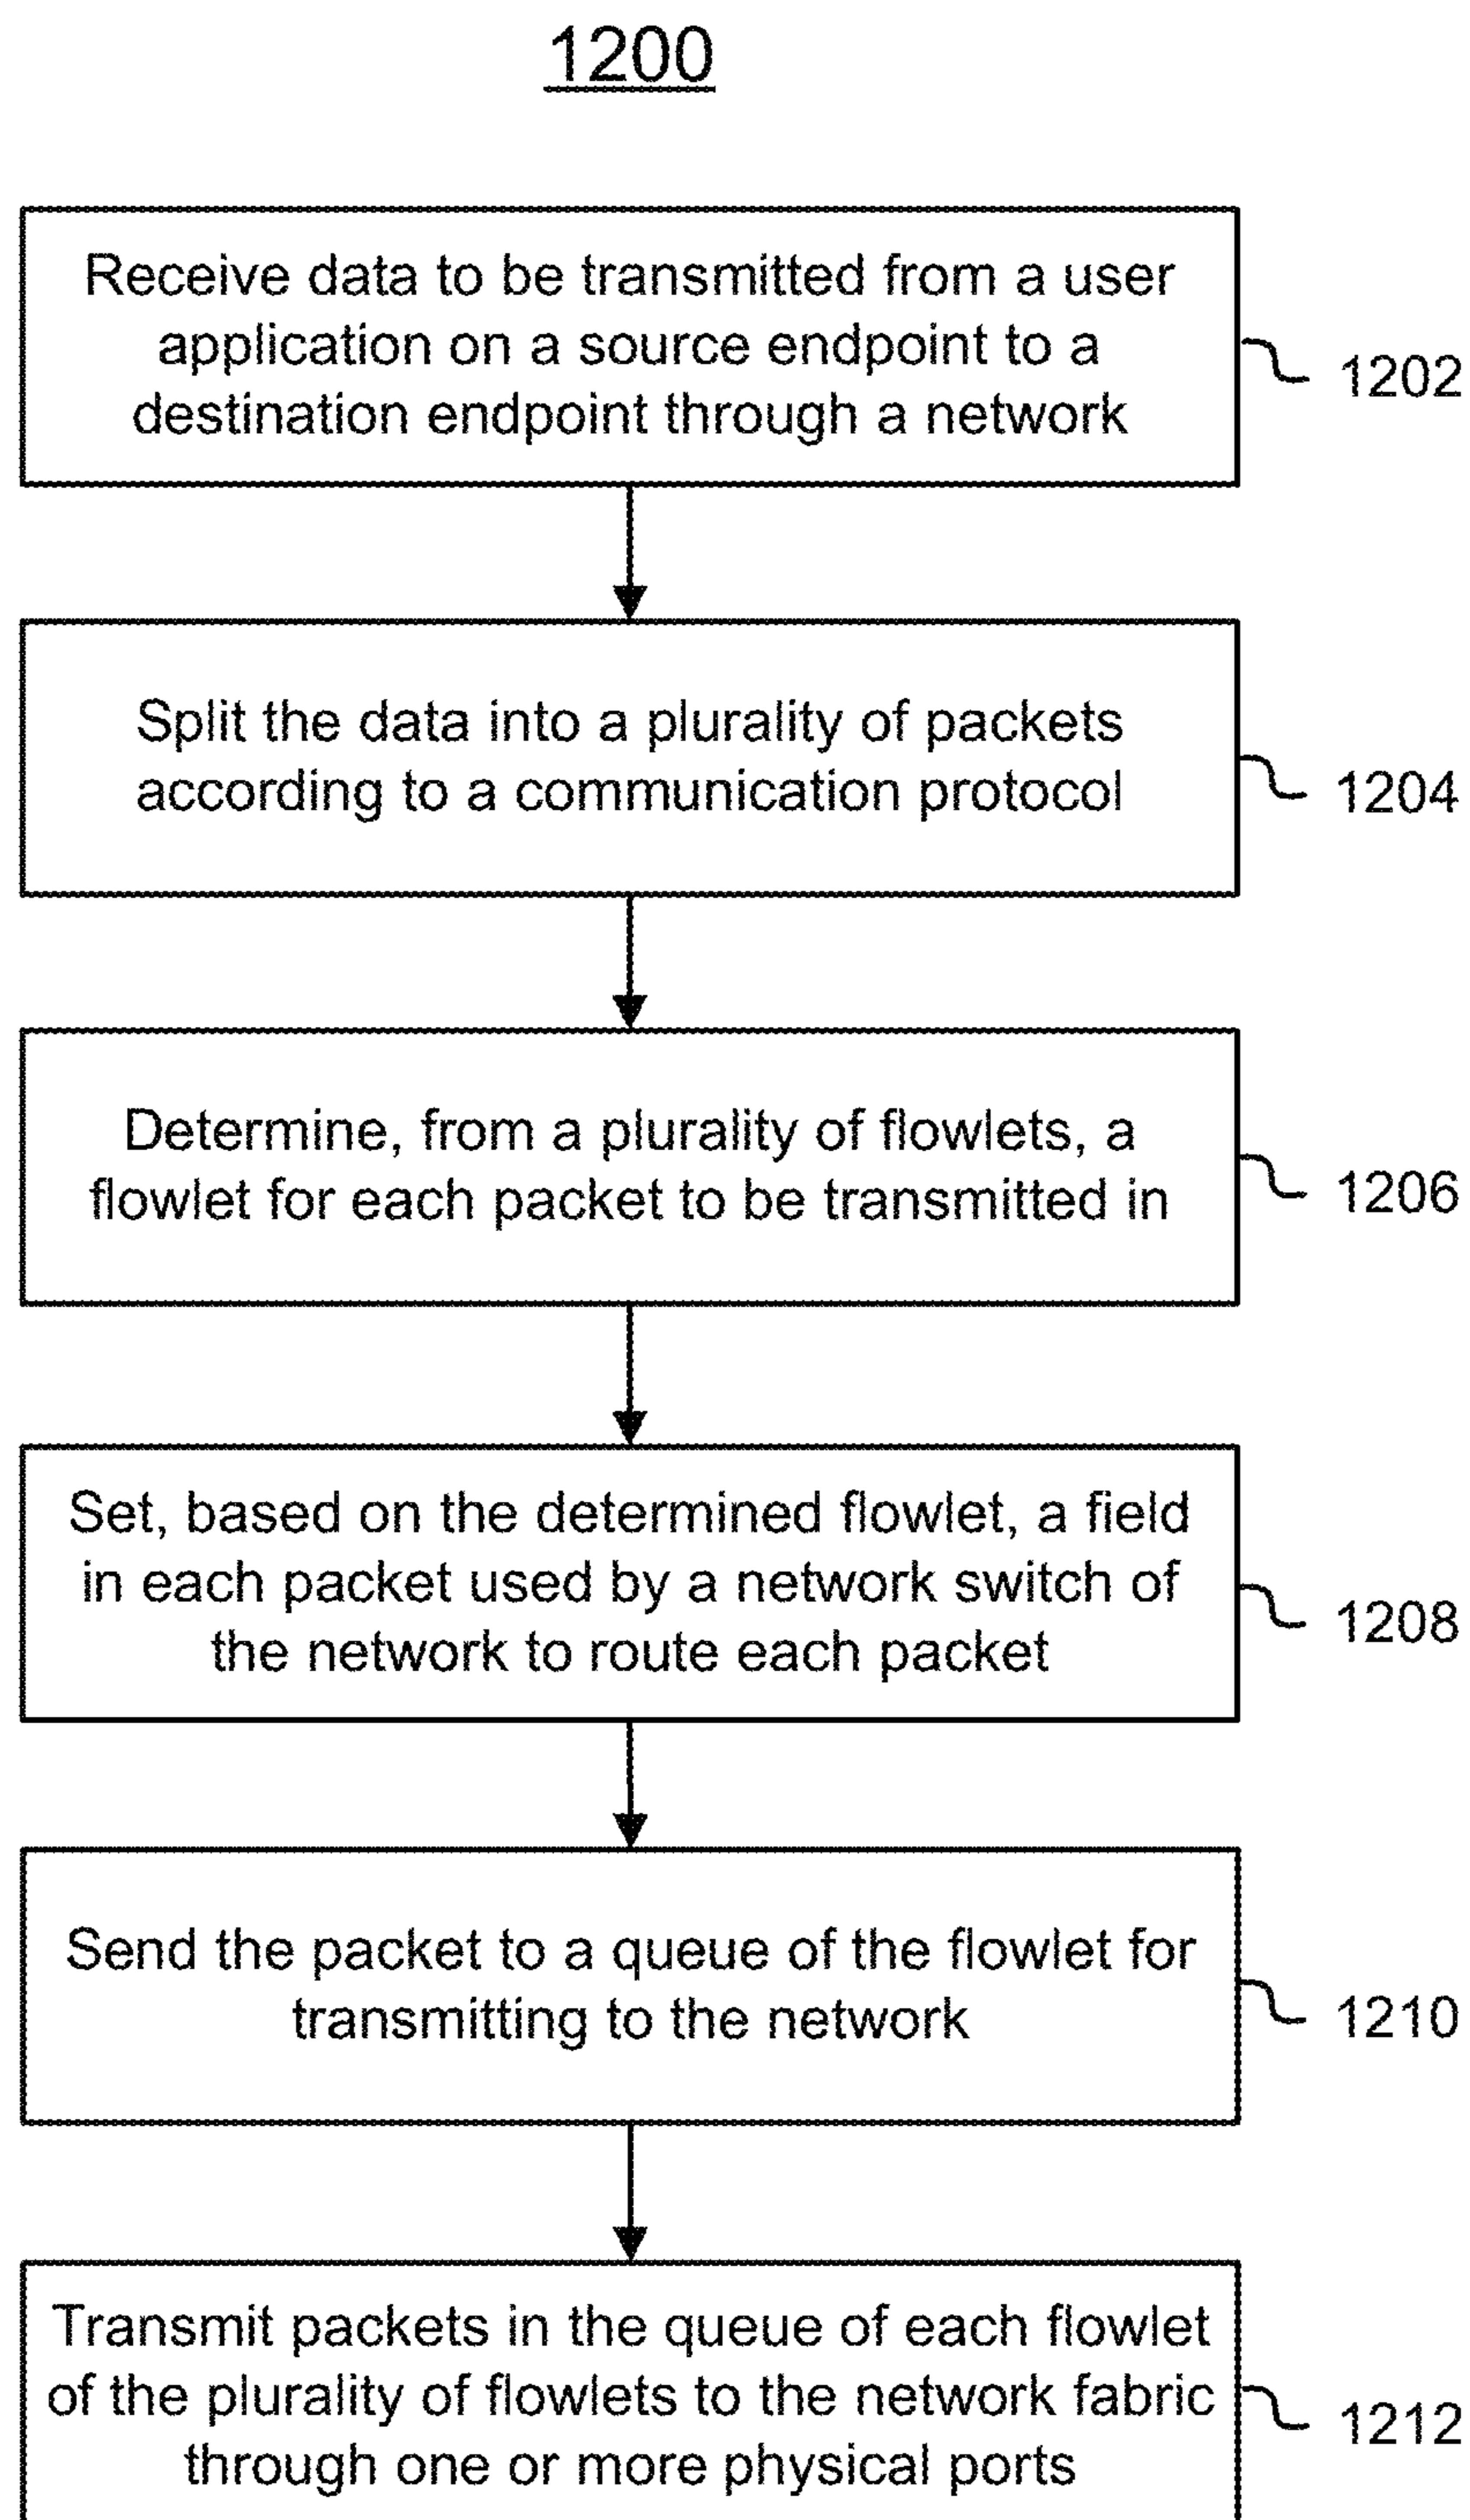 1200
Receive data to be transmitted from a user
application on a source endpoint to a
destination endpoint through a network
1202
Split the data into a plurality of packets
according to a communication protocol
1204
Determine, from a plurality of flowlets, a
flowlet for each packet to be transmitted in
1206
Set, based on the determined flowlet, a field
in each packet used by a network switch of
the network to route each packet
1208
Send the packet to a queue of the flowlet for
transmitting to the network
1210
Transmit packets in the queue of each flowlet
of the plurality of flowlets to the network fabric
through one or more physical ports
1212